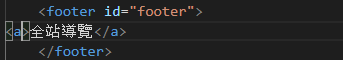 <footer id="footer">
<a>全站導覽</a>
</footer>